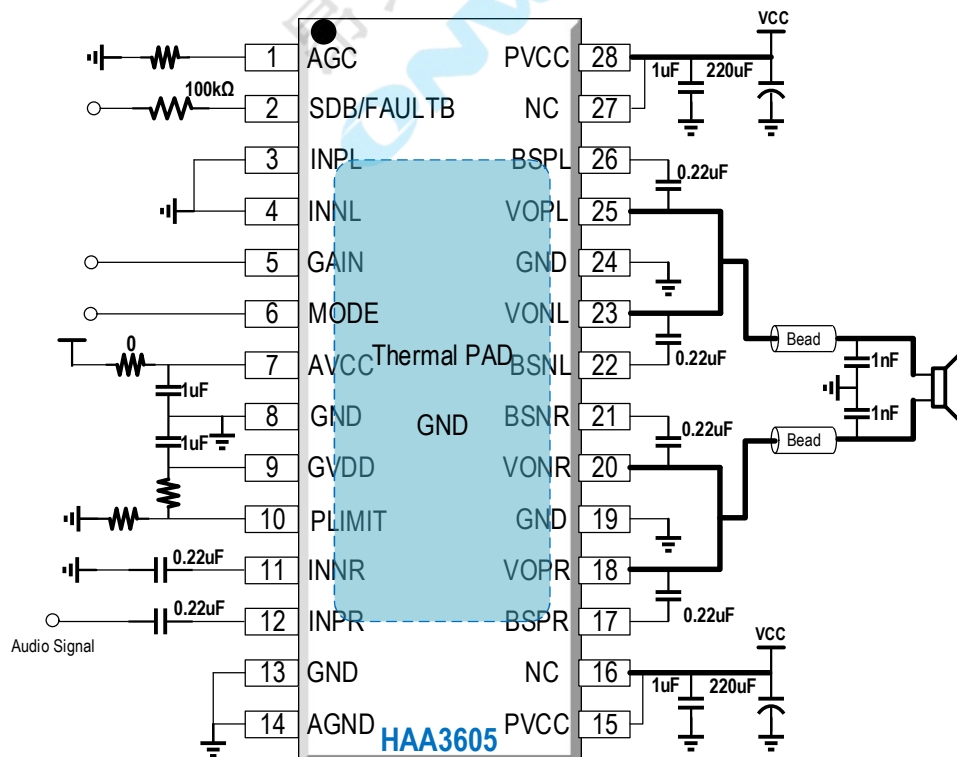 VCC
1 AGC PVCC 28
1uF 220uF
100kΩ
2 SDB/FAULTB NC 27
3 INPL BSPL 26
0.22uF
4 INNL VOPL 25
5 GAIN GND 24
6 MODE VONL 23
0
Thermal PAD
0.22uF
Bead
7 AVCC BSNL 22
1nF
1uF
8 GND BSNR 21
GND
0.22uF
1nF
1uF
Bead
9 GVDD VONR 20
10 PLIMIT GND 19
0.22uF
11 INNR VOPR 18
0.22uF
0.22uF
12 INPR BSPR 17
Audio Signal
VCC
13 GND NC 16
1uF 220uF
14 AGND PVCC 15
HAA3605